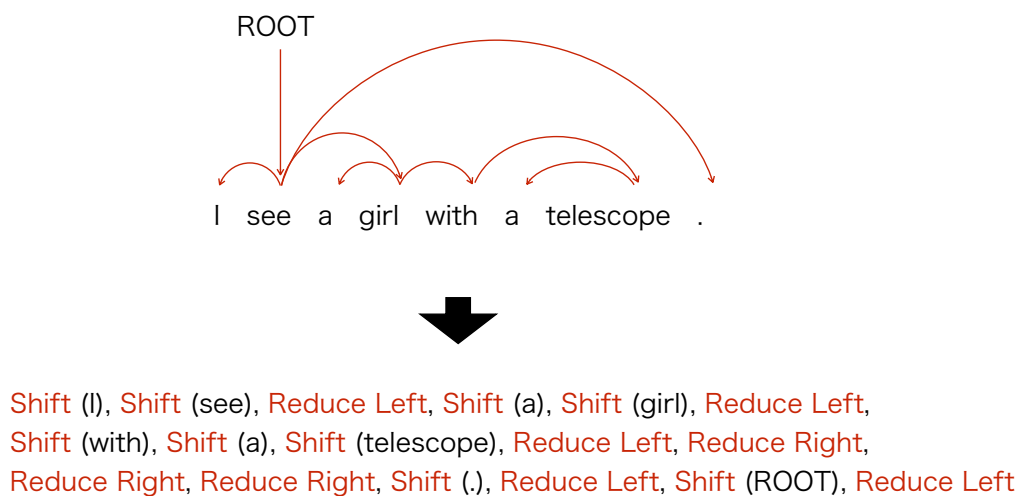 ROOT
I see a girl with a telescope .
Shift (I), Shift (see), Reduce Left, Shift (a), Shift (girl), Reduce Left,
Shift (with), Shift (a), Shift (telescope), Reduce Left, Reduce Right,
Reduce Right, Reduce Right, Shift (.), Reduce Left, Shift (ROOT), Reduce Left